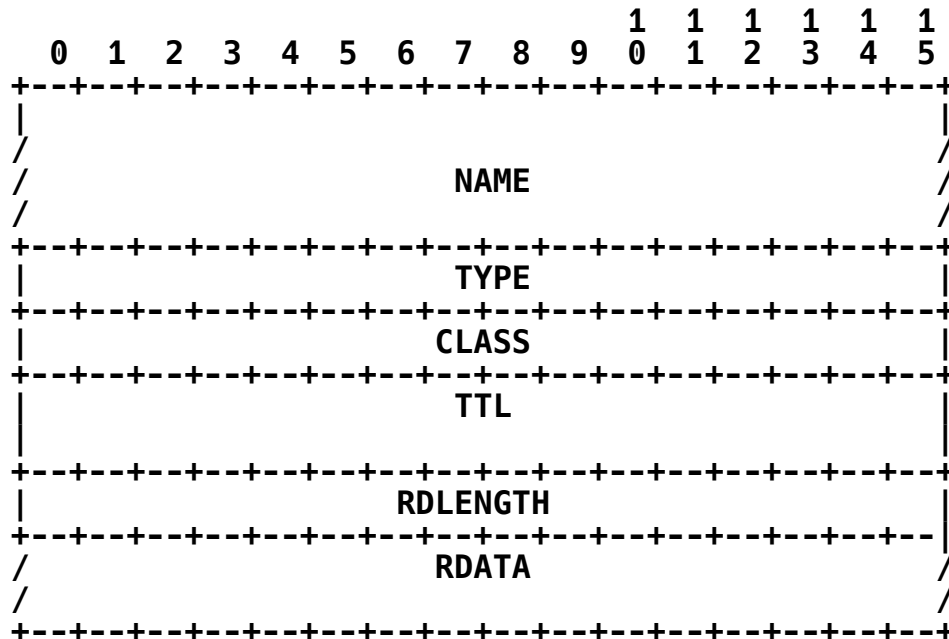 1  1  1  1  1  1
  0  1  2  3  4  5  6  7  8  9  0  1  2  3  4  5
+--+--+--+--+--+--+--+--+--+--+--+--+--+--+--+--+
|                                               |
/                                               /
/                      NAME                     /
/                                               /
+--+--+--+--+--+--+--+--+--+--+--+--+--+--+--+--+
|                      TYPE                     |
+--+--+--+--+--+--+--+--+--+--+--+--+--+--+--+--+
|                     CLASS                     |
+--+--+--+--+--+--+--+--+--+--+--+--+--+--+--+--+
|                      TTL                      |
|                                               |
+--+--+--+--+--+--+--+--+--+--+--+--+--+--+--+--+
|                   RDLENGTH                    |
+--+--+--+--+--+--+--+--+--+--+--+--+--+--+--+--|
/                     RDATA                     /
/                                               /
+--+--+--+--+--+--+--+--+--+--+--+--+--+--+--+--+